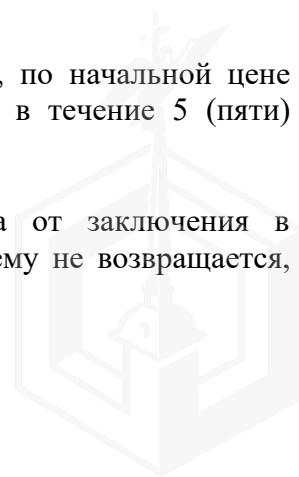 , по начальной цене
в течение 5 (пяти)
а от заключения в
ему не возвращается,